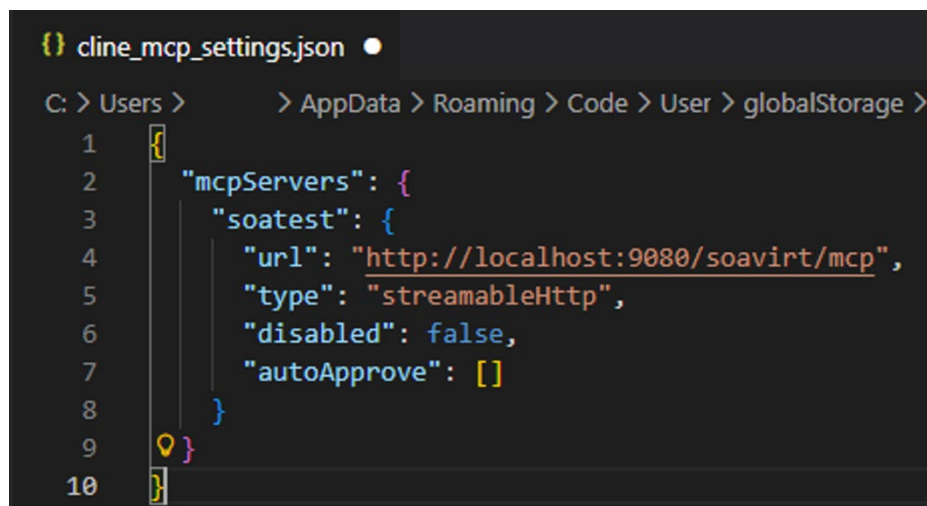 {} cline_mcp_settings.json ●
C: > Users > > AppData > Roaming > Code > User > globalStorage >
1 {
2 "mcpServers": {
3 "soatest": {
4 "url": "http://localhost:9080/soavirt/mcp",
5 "type": "streamableHttp",
6 "disabled": false,
7 "autoApprove": []
8 }
9 }
10 }